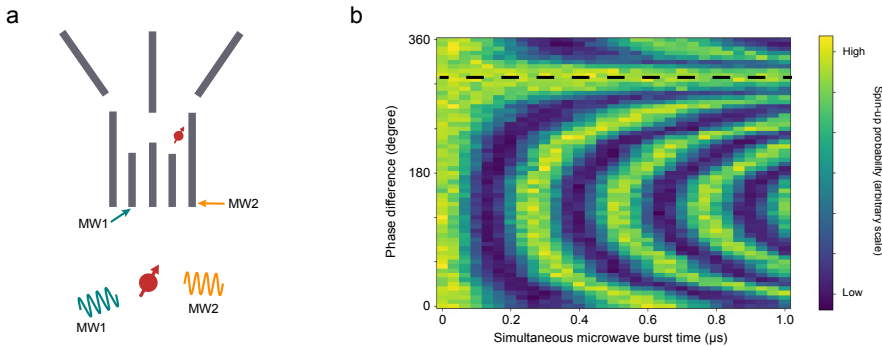 a
MW1
MW2
MW1
MW2
b
360
180
0
Phase difference (degree)
0
0.2
0.4
0.6
0.8
1.0
Simultaneous microwave burst time (μs)
High
Low
Spin-up probability (arbitrary scale)